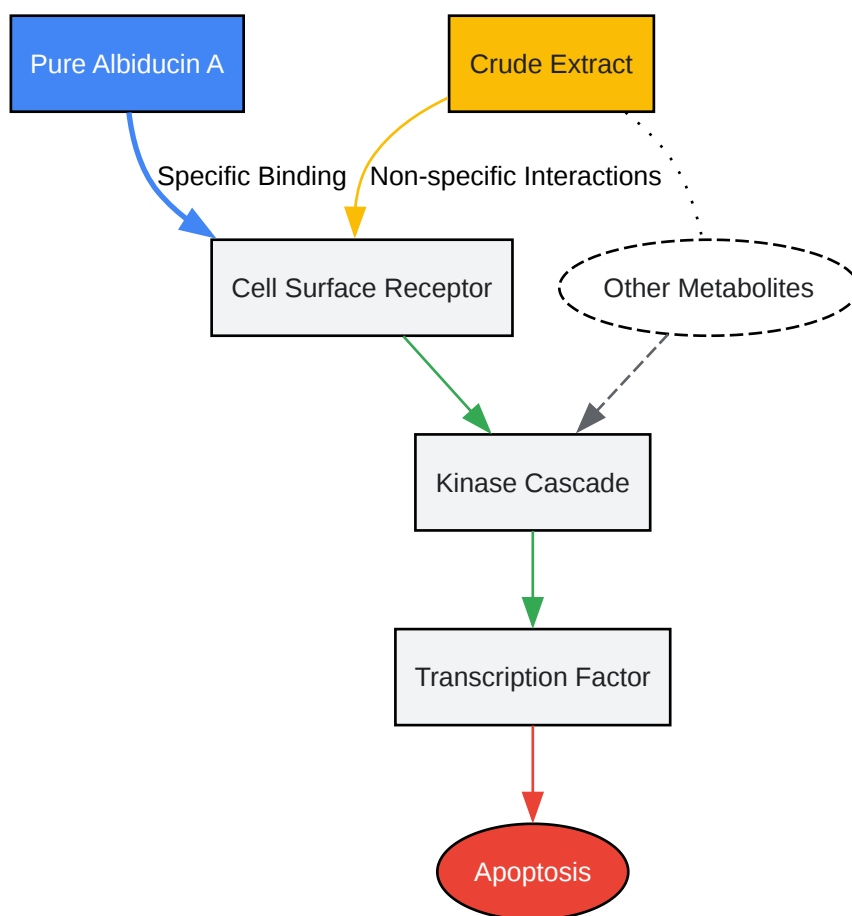 Pure Albiducin A
Crude Extract
Specific Binding
Non-specific Interactions
Cell Surface Receptor
Other Metabolites
Kinase Cascade
Transcription Factor
Apoptosis